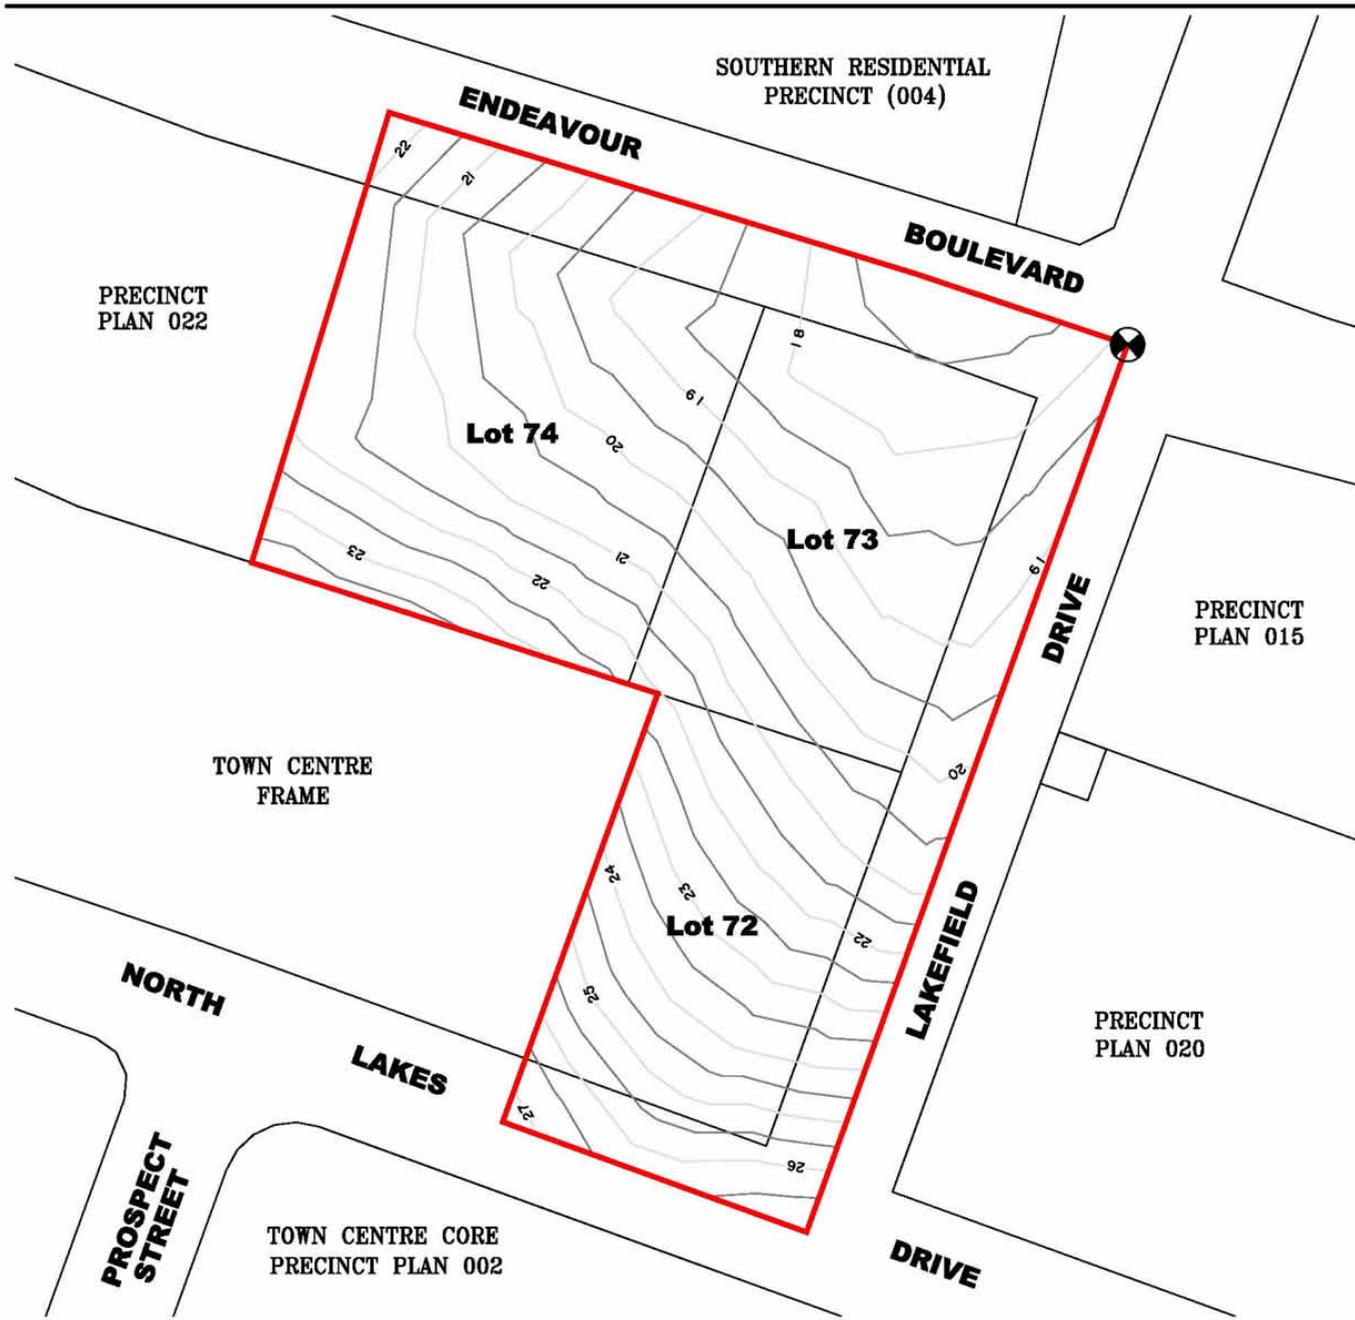 SOUTHERN RESIDENTIAL
PRECINCT (004)
ENDEAVOUR
BOULEVARD
22
21
PRECINCT
PLAN 022
18
19
Lot 74
20
Lot 73
23
22
21
19
DRIVE
PRECINCT
PLAN 015
TOWN CENTRE
FRAME
20
24
23
Lot 72
22
LAKEFIELD
NORTH
25
PRECINCT
PLAN 020
LAKES
27
26
PROSPECT
STREET
TOWN CENTRE CORE
PRECINCT PLAN 002
DRIVE